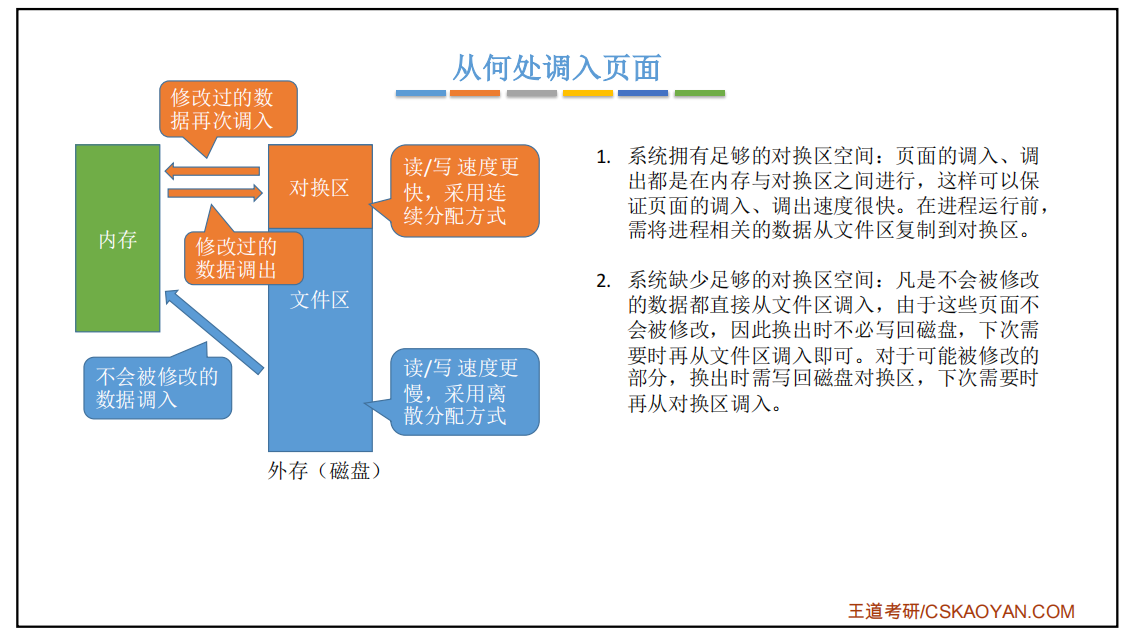 从何处调入页面
修改过的数
据再次调入
内存
对换区
修改过的
数据调出
文件区
不会被修改的
数据调入
读/写 速度更
快，采用连
续分配方式
读/写 速度更
慢，采用离
散分配方式
外存（磁盘）
1. 系统拥有足够的对换区空间：页面的调入、调
出都是在内存与对换区之间进行，这样可以保
证页面的调入、调出速度很快。在进程运行前，
需将进程相关的数据从文件区复制到对换区。
2. 系统缺少足够的对换区空间：凡是不会被修改
的数据都直接从文件区调入，由于这些页面不
会被修改，因此换出时不必写回磁盘，下次需
要时再从文件区调入即可。对于可能被修改的
部分，换出时需写回磁盘对换区，下次需要时
再从对换区调入。
王道考研/CSKAOYAN.COM